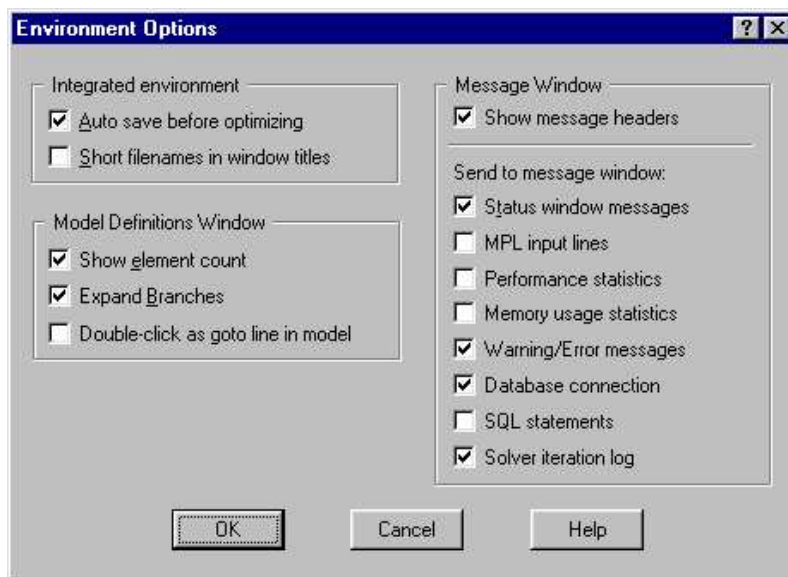 Environment Options
Integrated environment
Auto save before optimizing
Short filenames in window titles
Model Definitions Window
Show element count
Expand Branches
Double-click as goto line in model
Message Window
Show message headers
Send to message window:
Status window messages
MPL input lines
Performance statistics
Memory usage statistics
Warning/Error messages
Database connection
SQL statements
Solver iteration log
OK
Cancel
Help